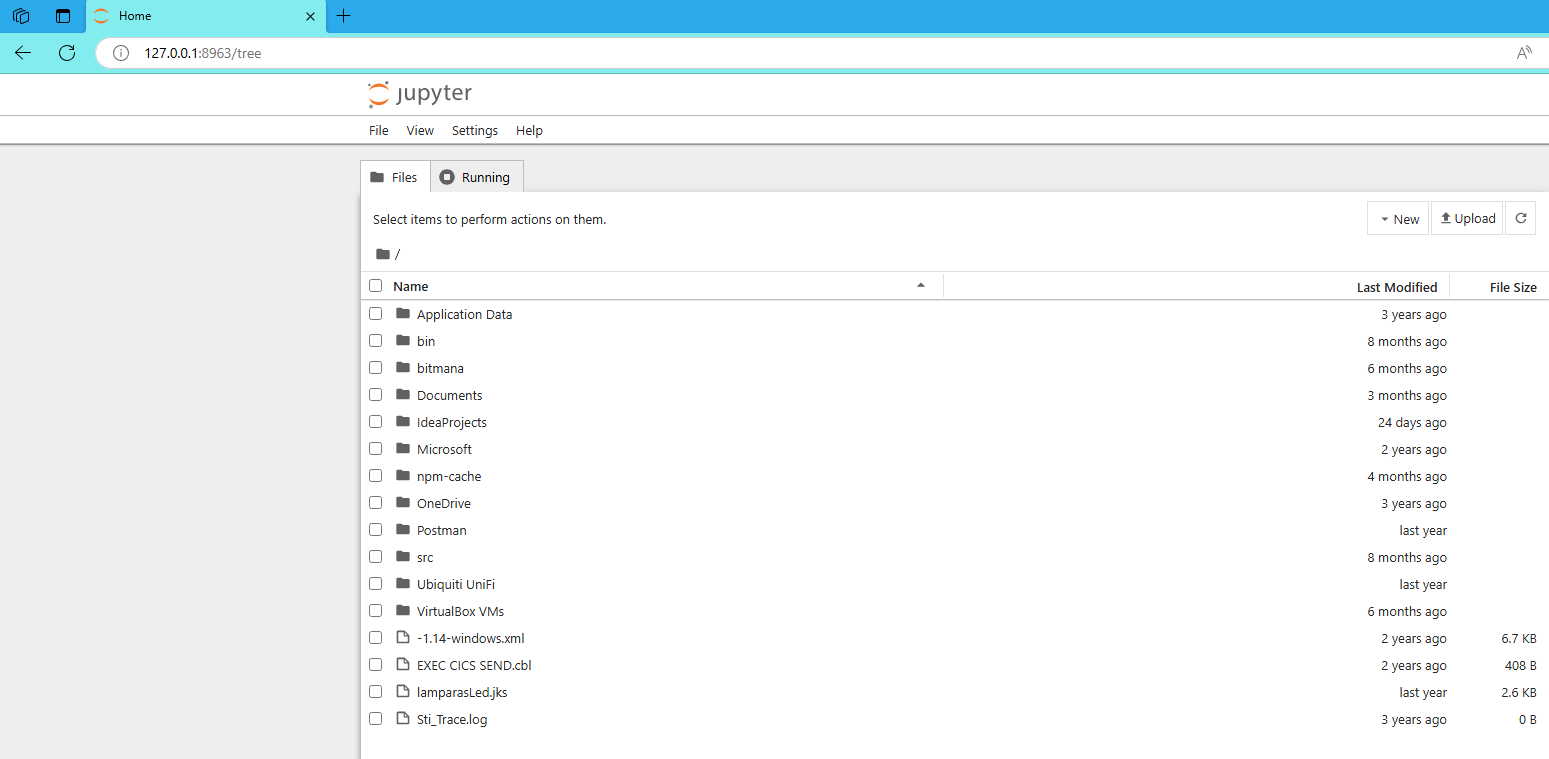 Home
127.0.0.1:8963/tree
jupyter
File View Settings Help
Files Running
Select items to perform actions on them. New Upload
/
Name Last Modified File Size
Application Data 3 years ago
bin 8 months ago
bitmana 6 months ago
Documents 3 months ago
IdeaProjects 24 days ago
Microsoft 2 years ago
npm-cache 4 months ago
OneDrive 3 years ago
Postman last year
src 8 months ago
Ubiquiti UniFi last year
VirtualBox VMs 6 months ago
-1.14-windows.xml 2 years ago 6.7 KB
EXEC CICS SEND.cbl 2 years ago 408 B
lamparasLed.jks last year 2.6 KB
Sti_Trace.log 3 years ago 0 B